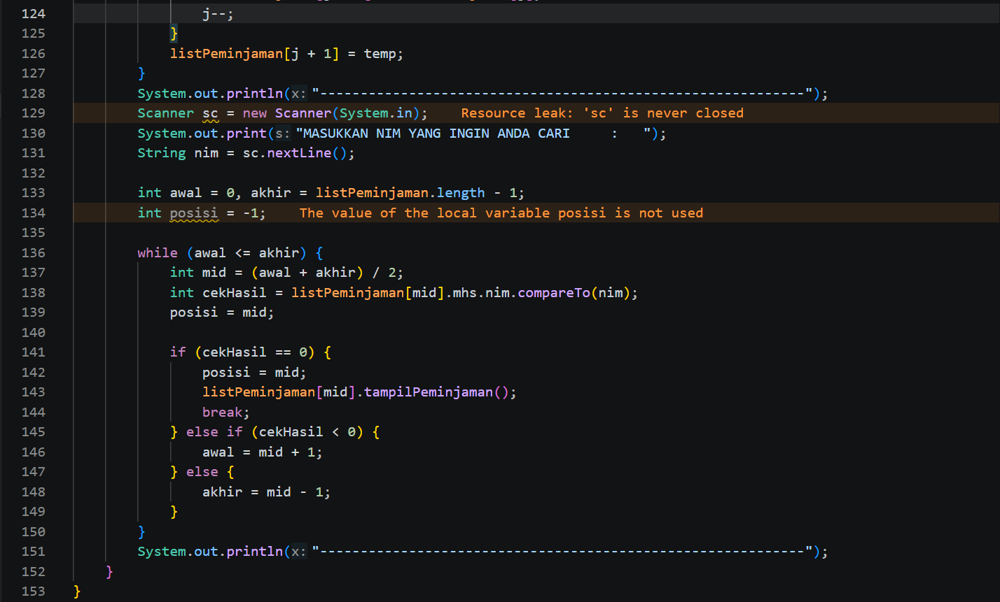 124 j--;
125 }
126 listPeminjaman[j + 1] = temp;
127 }
128 System.out.println(x: "------------------------------------------------------------");
129 Scanner sc = new Scanner(System.in); Resource leak: 'sc' is never closed
130 System.out.print(s: "MASUKKAN NIM YANG INGIN ANDA CARI     :   ");
131 String nim = sc.nextLine();
132
133 int awal = 0, akhir = listPeminjaman.length - 1;
134 int posisi = -1; The value of the local variable posisi is not used
135
136 while (awal <= akhir) {
137 int mid = (awal + akhir) / 2;
138 int cekHasil = listPeminjaman[mid].mhs.nim.compareTo(nim);
139 posisi = mid;
140
141 if (cekHasil == 0) {
142 posisi = mid;
143 listPeminjaman[mid].tampilPeminjaman();
144 break;
145 } else if (cekHasil < 0) {
146 awal = mid + 1;
147 } else {
148 akhir = mid - 1;
149 }
150 }
151 System.out.println(x: "------------------------------------------------------------");
152 }
153 }